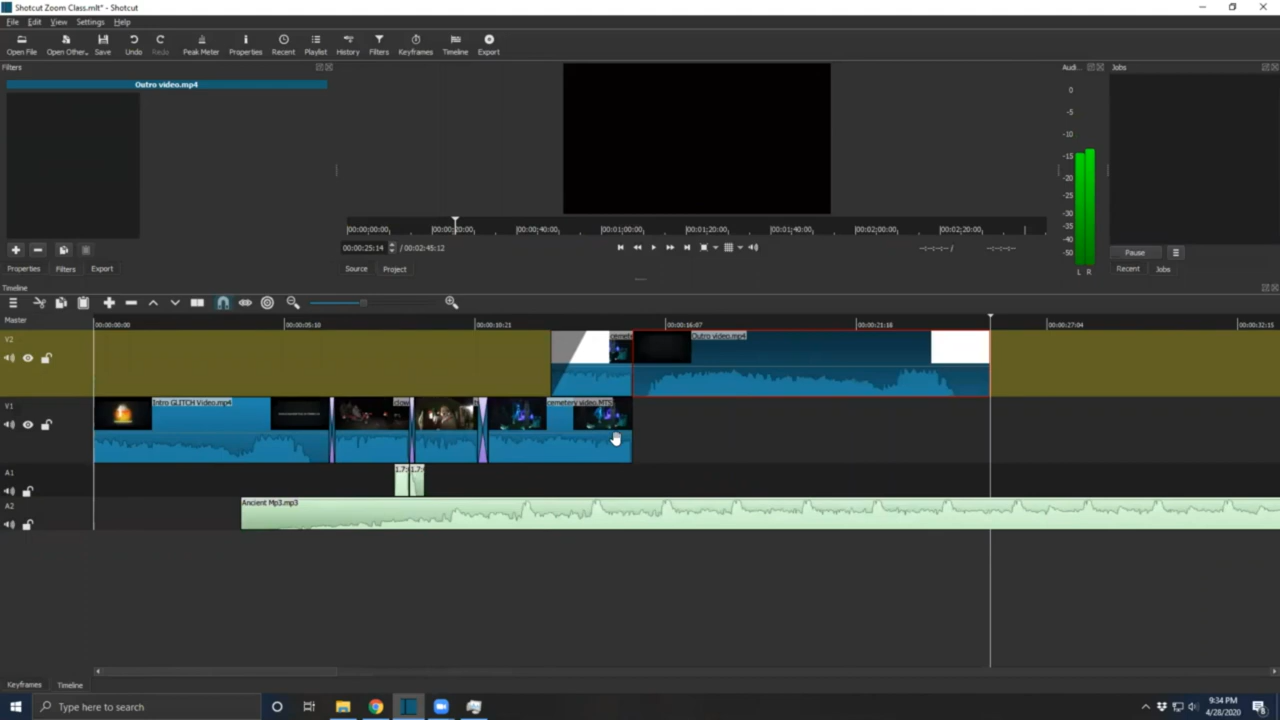 Shotcut Zoom Class.mlt* - Shotcut
File Edit View Settings Help
Open File Open Other.. Save Undo Redo Peak Meter Properties Recent Playlist History Filters Keyframes Timeline Export
Filters
Audi...
Jobs
Outro video.mp4
0
-5
-10
-15
-20
-25
-30
-35
-40
-50
L R
00:00:00:00 00:00:20:00 00:00:40:00 00:01:00:00 00:01:20:00 00:01:40:00 00:02:00:00 00:02:20:00
00:00:25:14 / 00:02:45:12
--:--:--:-- / --:--:--:--
Pause
Properties Filters Export
Source Project
Recent Jobs
Timeline
Master
00:00:00:00 00:00:05:10 00:00:10:21 00:00:16:07 00:00:21:18 00:00:27:04 00:00:32:15
V2
cemeter
Outro video.mp4
V1
Intro GLITCH Video.mp4
clow
cemetery video.MTS
A1
1.7: 1.7:
A2
Ancient Mp3.mp3
Keyframes Timeline
Type here to search
9:34 PM
4/28/2020